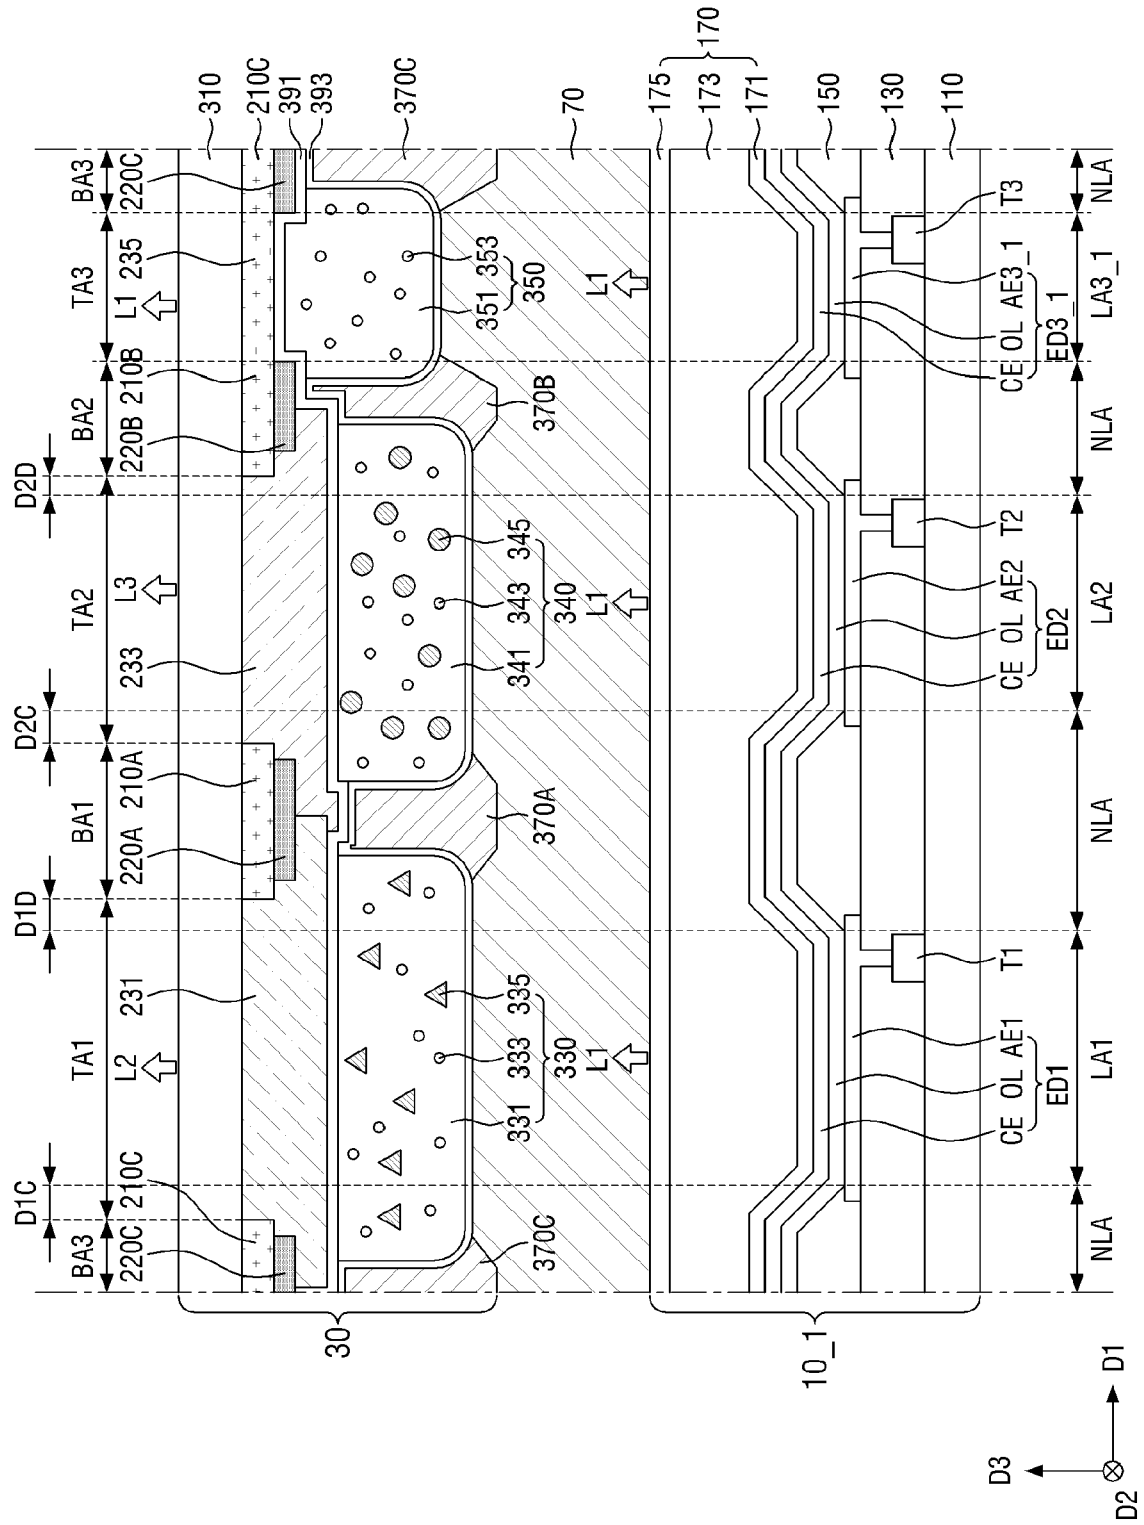 D1C D1D D2C D2D
BA3 TA1 BA1 TA2 BA2 TA3 BA3
220C 210C L2 231 220A 210A L3 233 220B 210B L1 235 220C
310
210C
391
393
30
370C
331 333 335
341 343 345
351 353
330
340
350
370C 370A 370B
70
L1 L1 L1
175
173
170
171
10_1
150
130
110
CE OL AE1 T1
CE OL AE2 T2
CE OL AE3_1 T3
ED1 ED2 ED3_1
NLA LA1 NLA LA2 NLA LA3_1 NLA
D3
D2
D1